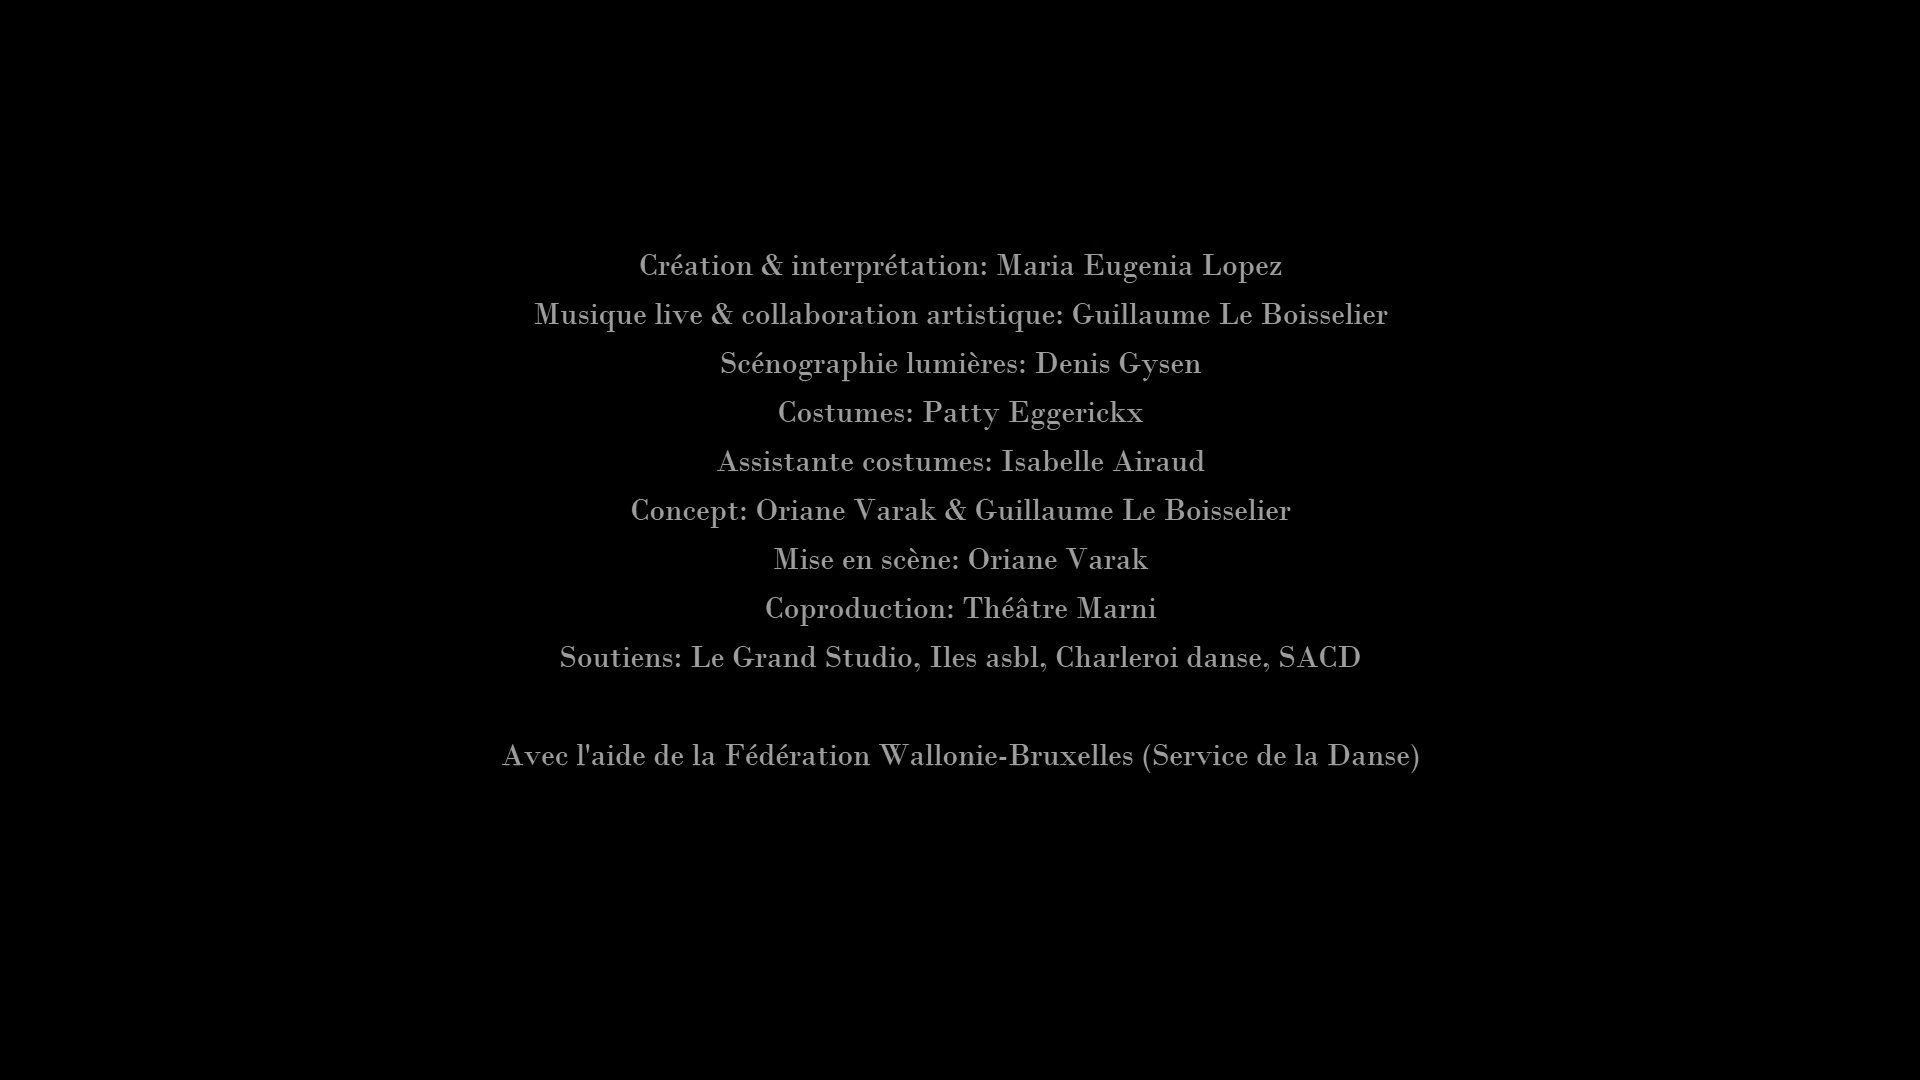 Création & interprétation: Maria Eugenia Lopez
Musique live & collaboration artistique: Guillaume Le Boisselier
Scénographie lumières: Denis Gysen
Costumes: Patty Eggerickx
Assistante costumes: Isabelle Airaud
Concept: Oriane Varak & Guillaume Le Boisselier
Mise en scène: Oriane Varak
Coproduction: Théâtre Marni
Soutiens: Le Grand Studio, Iles asbl, Charleroi danse, SACD
Avec l'aide de la Fédération Wallonie-Bruxelles (Service de la Danse)